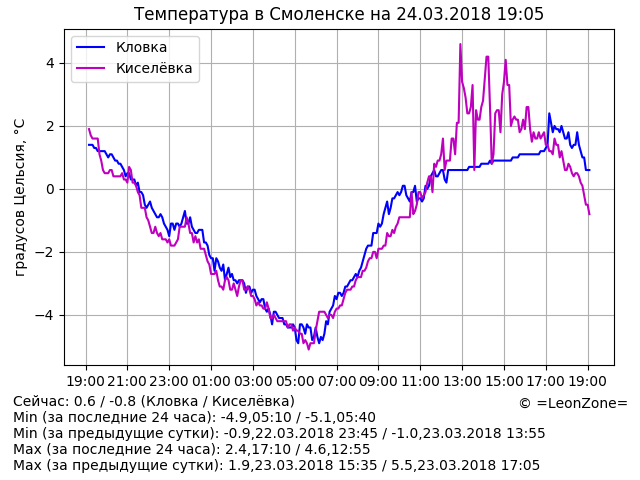 Температура в Смоленске на 24.03.2018 19:05
Кловка
Киселёвка
градусов Цельсия, °C
4
2
0
−2
−4
19:00 21:00 23:00 01:00 03:00 05:00 07:00 09:00 11:00 13:00 15:00 17:00 19:00
Сейчас: 0.6 / -0.8 (Кловка / Киселёвка)
© =LeonZone=
Min (за последние 24 часа): -4.9,05:10 / -5.1,05:40
Min (за предыдущие сутки): -0.9,22.03.2018 23:45 / -1.0,23.03.2018 13:55
Max (за последние 24 часа): 2.4,17:10 / 4.6,12:55
Max (за предыдущие сутки): 1.9,23.03.2018 15:35 / 5.5,23.03.2018 17:05